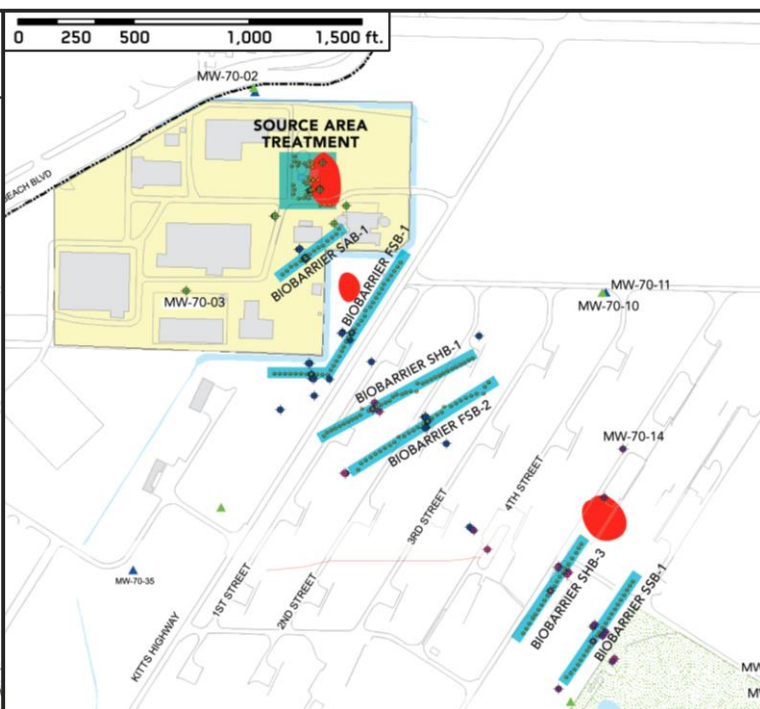 0 250 500 1,000 1,500 ft.
MW-70-02
SOURCE AREA
TREATMENT
BEACH BLVD
BIOBARRIER SAB-1
BIOBARRIER FSB-1
MW-70-03
MW-70-11
MW-70-10
BIOBARRIER SHB-1
BIOBARRIER FSB-2
MW-70-14
4TH STREET
3RD STREET
MW-70-35
1ST STREET
2ND STREET
BIOBARRIER SHB-3
BIOBARRIER SSB-1
KITTS HIGHWAY
MW
M